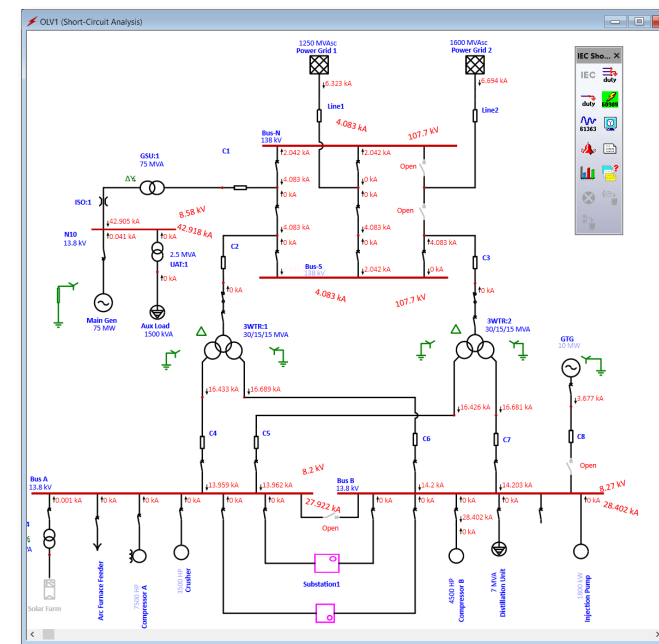 OLV1 (Short-Circuit Analysis)
1250 MVAsc
Power Grid 1
1600 MVAsc
Power Grid 2
IEC Sho... ×
IEC
duty
duty
60909
61363
6.323 kA
6.694 kA
Line1
Line2
4.083 kA
107.7 kV
Bus-N
138 kV
C1
2.042 kA
2.042 kA
Open
GSU:1
75 MVA
4.083 kA
0 kA
0 kA
0 kA
ISO:1
8.58 kV
42.905 kA
42.918 kA
Open
N10
13.8 kV
0.041 kA
0 kA
4.083 kA
4.083 kA
4.083 kA
0 kA
0 kA
C2
2.5 MVA
UAT:1
0 kA
C3
Bus-S
138 kV
2.042 kA
0 kA
4.083 kA
107.7 kV
0 kA
0 kA
Main Gen
75 MW
Aux Load
1500 kVA
3WTR:1
30/15/15 MVA
3WTR:2
30/15/15 MVA
GTG
10 MW
16.433 kA
16.689 kA
16.426 kA
16.681 kA
3.677 kA
C4
C5
C6
C7
C8
Open
8.2 kV
Bus A
13.8 kV
13.959 kA
13.962 kA
Bus B
13.8 kV
14.2 kA
14.203 kA
8.27 kV
0.001 kA
0 kA
0 kA
0 kA
0 kA
0 kA
27.922 kA
0 kA
0 kA
0 kA
0 kA
0 kA
28.402 kA
Open
28.402 kA
0 kA
Solar Farm
Arc Furnace Feeder
7500 HP
Compressor A
3500 HP
Crusher
Substation1
4500 HP
Compressor B
7 MVA
Distillation Unit
1800 kW
Injection Pump